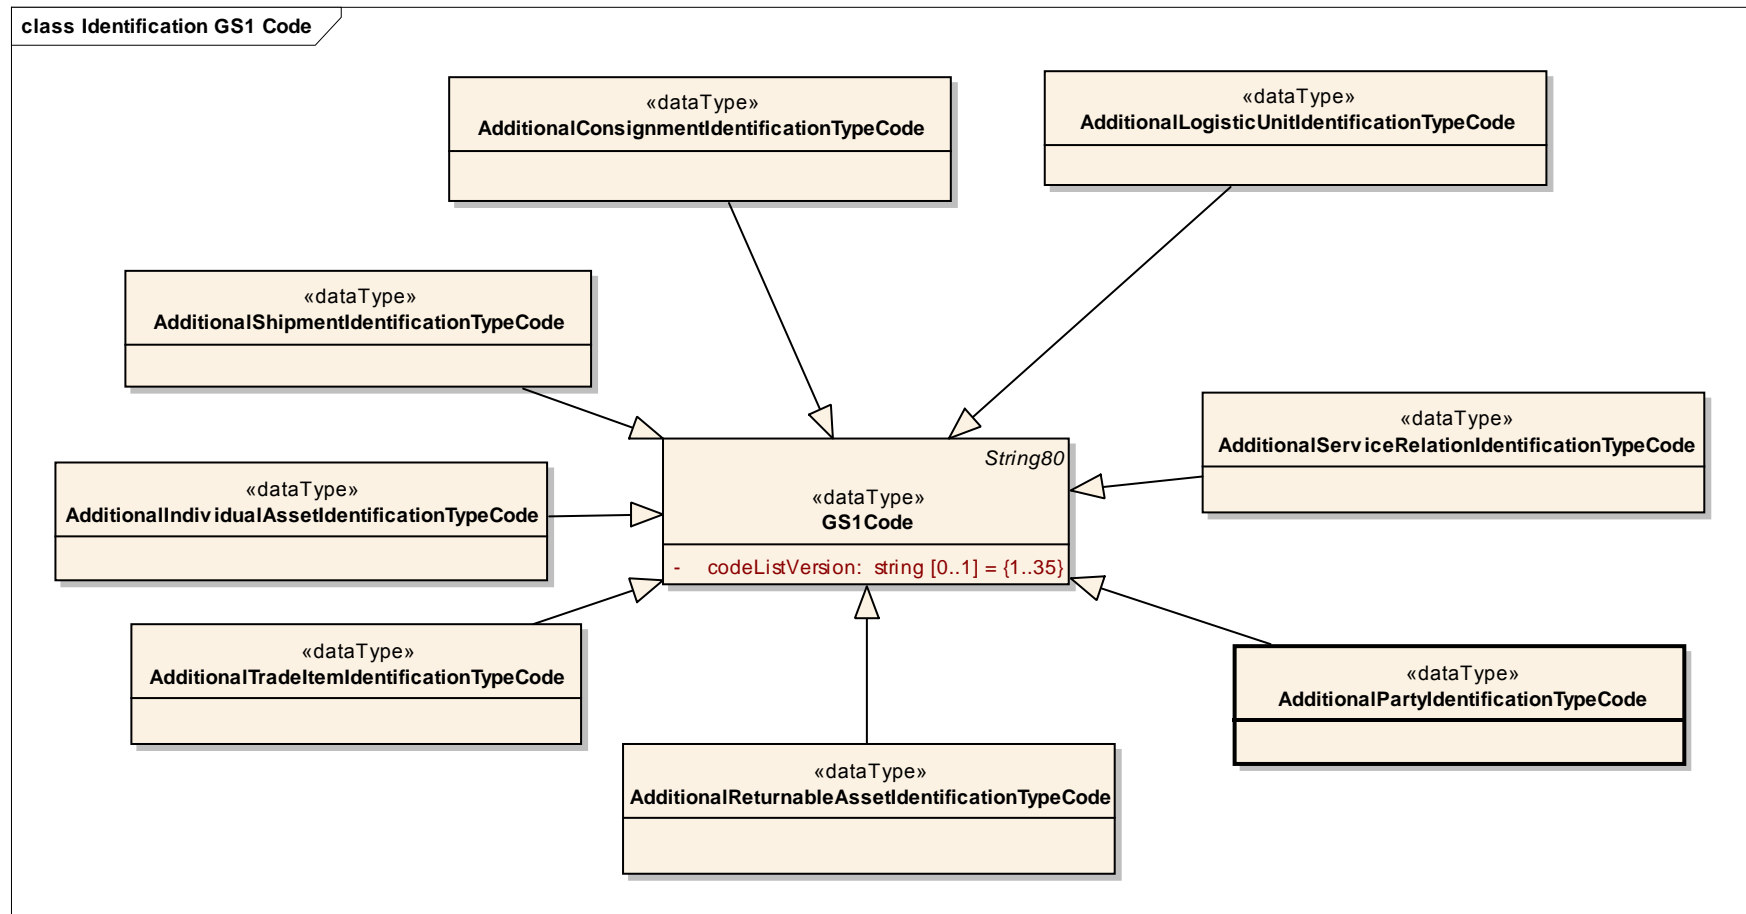 class Identification GS1 Code
«dataType»
AdditionalConsignmentIdentificationTypeCode
«dataType»
AdditionalLogisticUnitIdentificationTypeCode
«dataType»
AdditionalShipmentIdentificationTypeCode
«dataType»
AdditionalServiceRelationIdentificationTypeCode
«dataType»
AdditionalIndividualAssetIdentificationTypeCode
String80
«dataType»
GS1Code
- codeListVersion: string [0..1] = {1..35}
«dataType»
AdditionalTradeItemIdentificationTypeCode
«dataType»
AdditionalPartyIdentificationTypeCode
«dataType»
AdditionalReturnableAssetIdentificationTypeCode